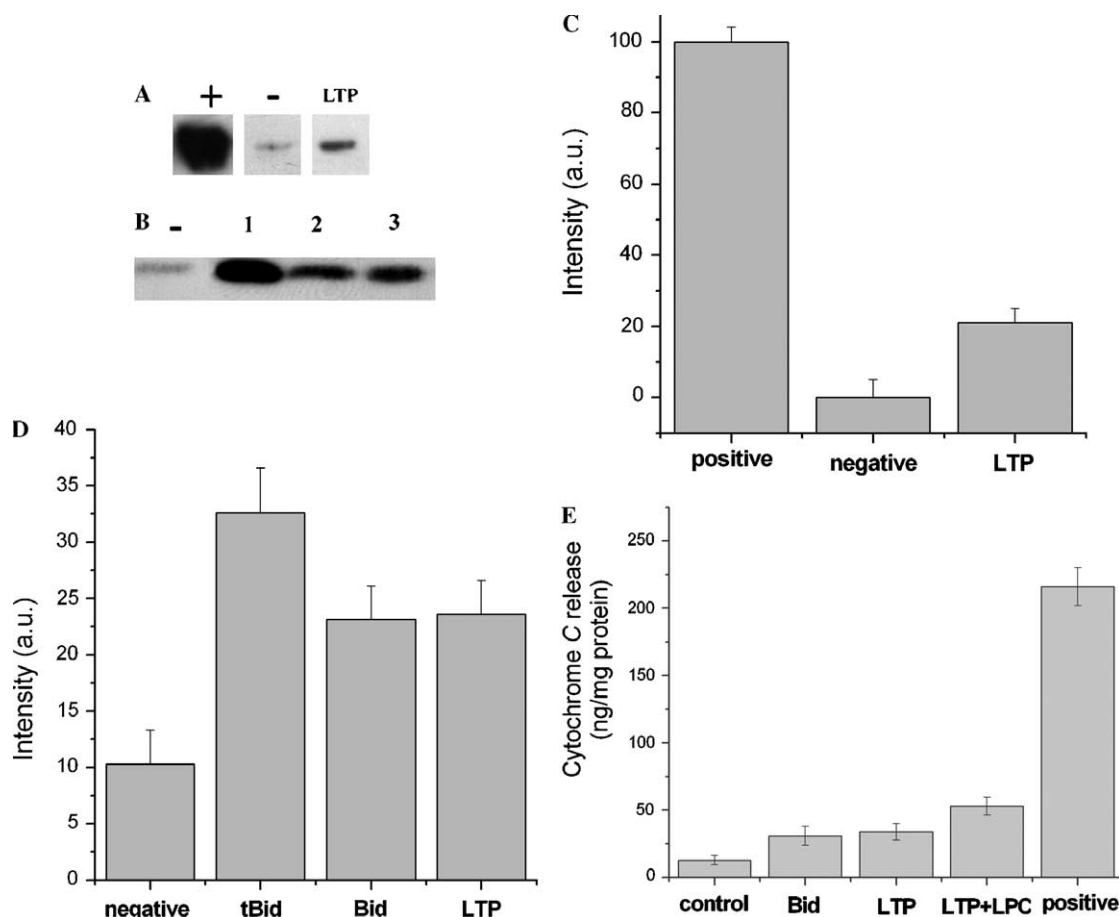 A
+ - LTP
B
- 1 2 3
C
Intensity (a.u.)
100
80
60
40
20
0
positive negative LTP
D
Intensity (a.u.)
40
35
30
25
20
15
10
5
0
negative tBid Bid LTP
E
Cytochrome C release
(ng/mg protein)
250
200
150
100
50
0
control Bid LTP LTP+LPC positive